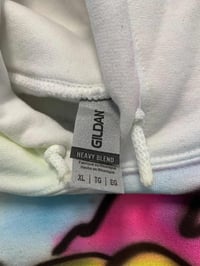 GILDAN
HEAVY BLEND
XL | TG | EG